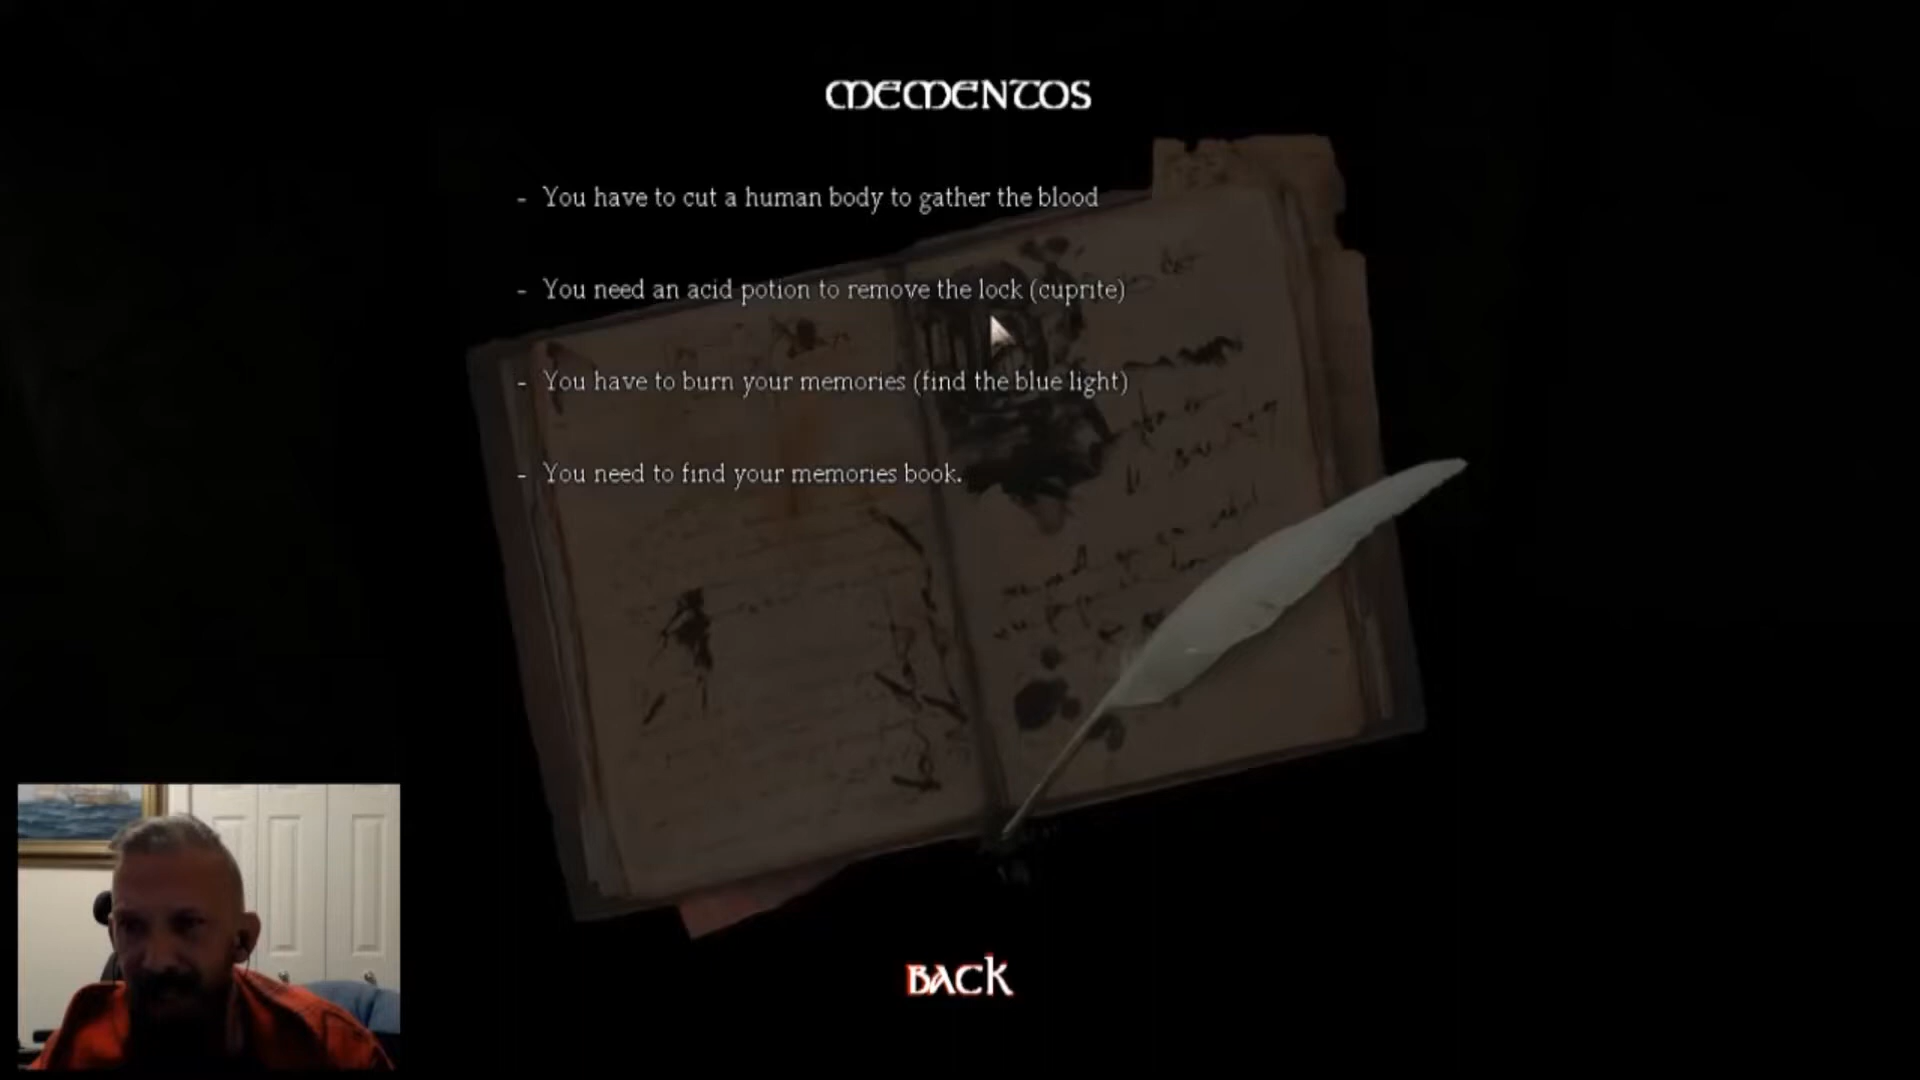 MEMENTOS
- You have to cut a human body to gather the blood
- You need an acid potion to remove the lock (cuprite)
- You have to burn your memories (find the blue light)
- You need to find your memories book.
BACK